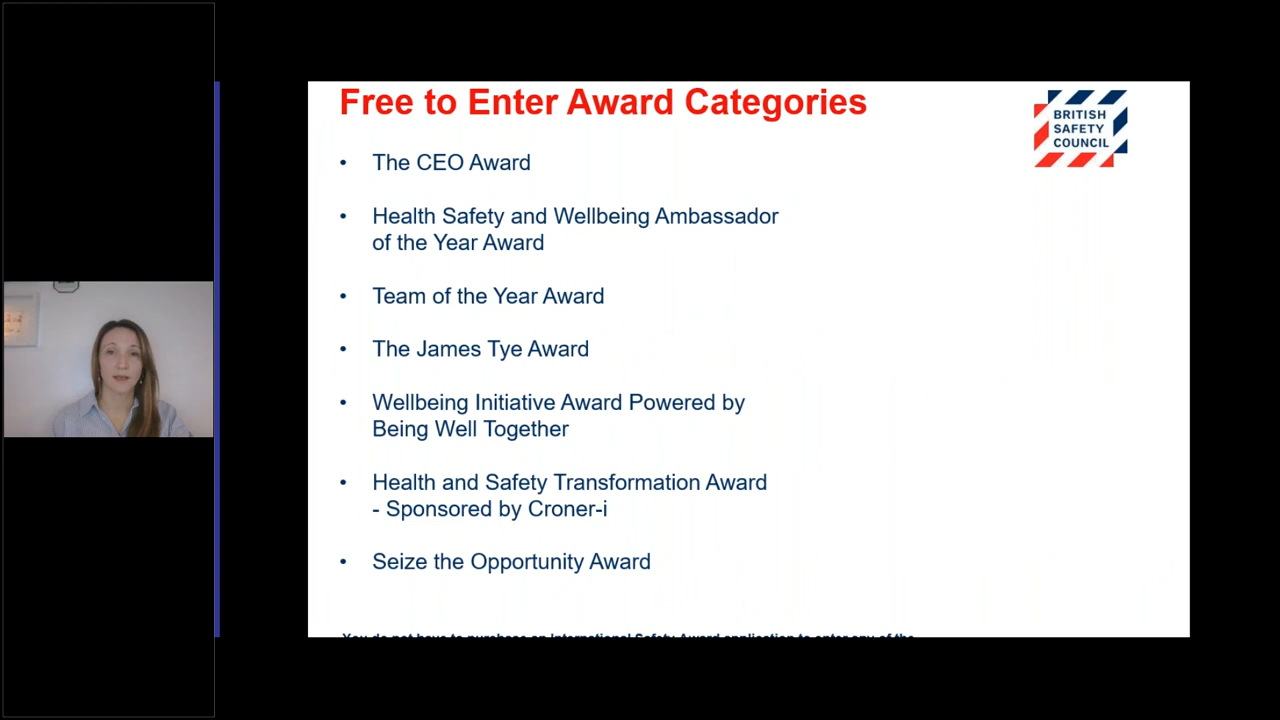 Free to Enter Award Categories
BRITISH
SAFETY
COUNCIL
• The CEO Award
• Health Safety and Wellbeing Ambassador
of the Year Award
• Team of the Year Award
• The James Tye Award
• Wellbeing Initiative Award Powered by
Being Well Together
• Health and Safety Transformation Award
- Sponsored by Croner-i
• Seize the Opportunity Award
You do not have to purchase an International Safety Award application to enter any of the